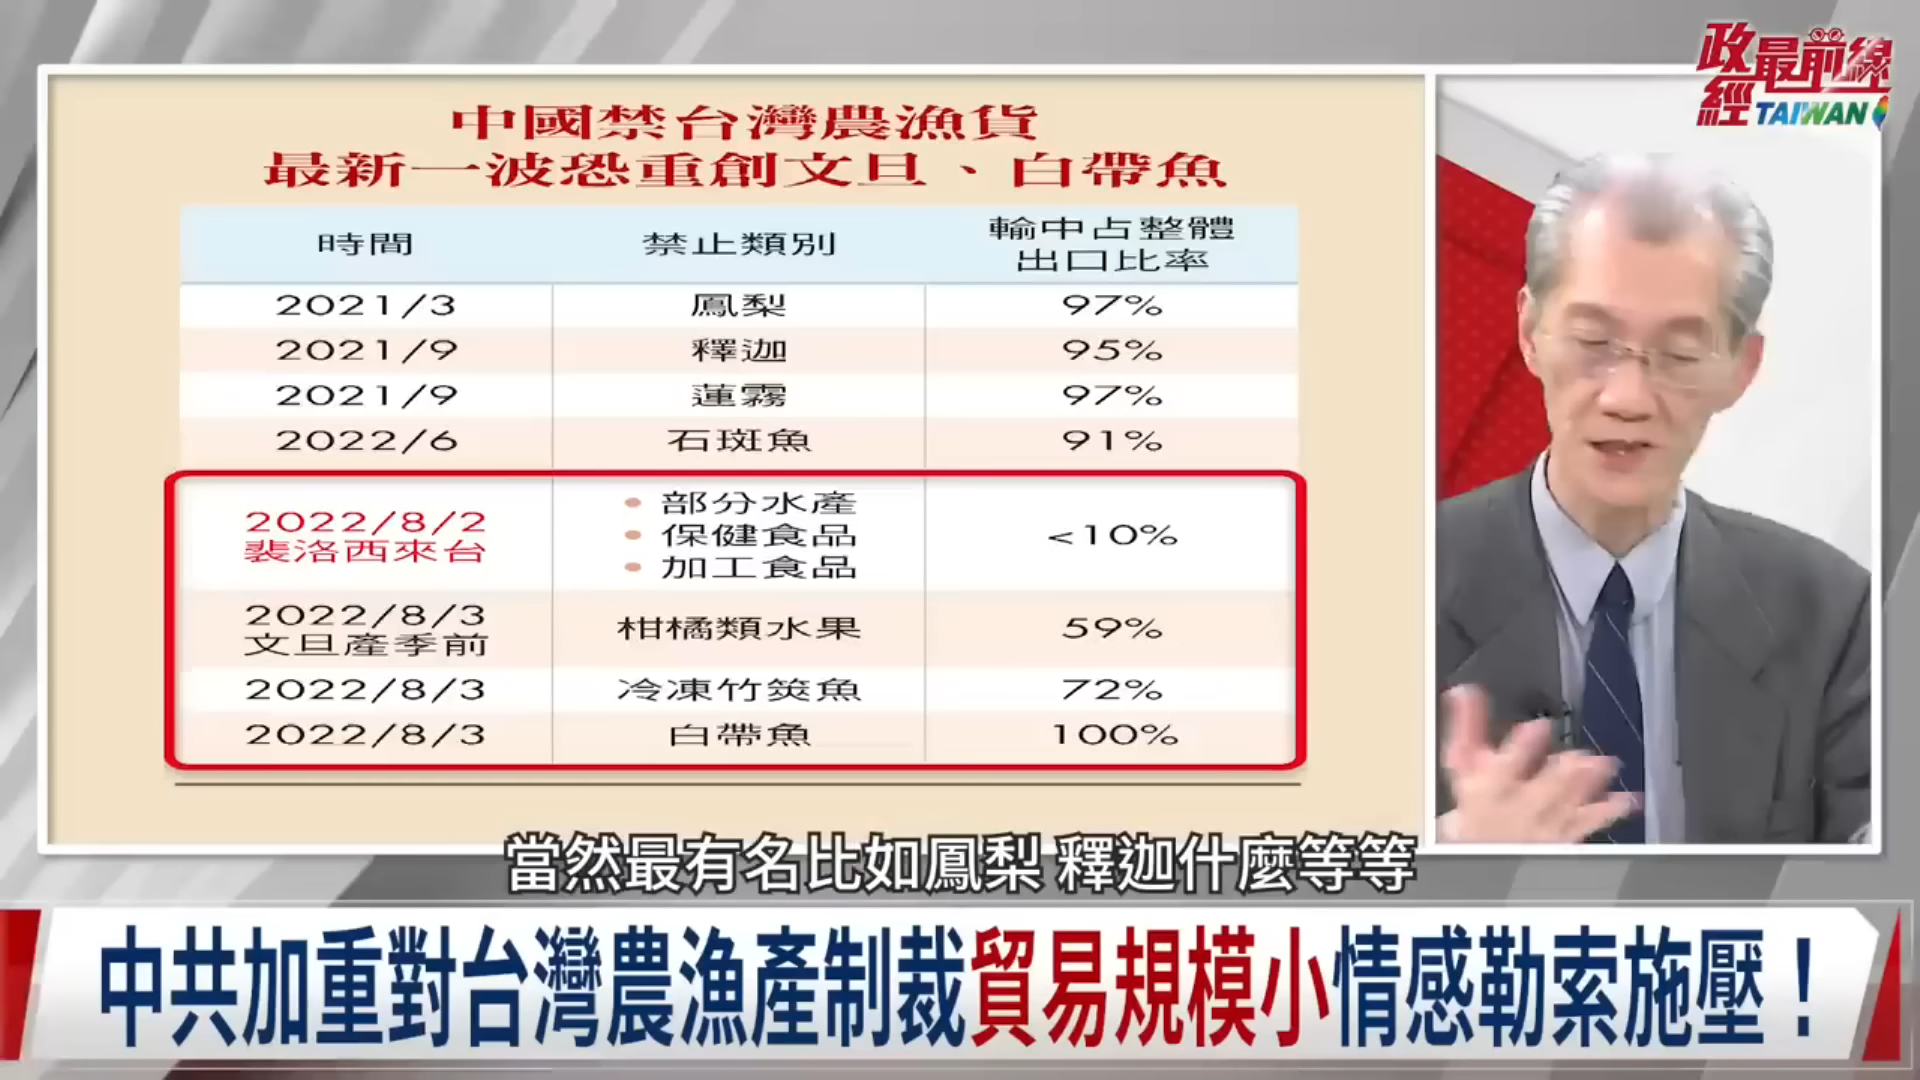 政經最前線
TAIWAN
中國禁台灣農漁貨
最新一波恐重創文旦、白帶魚
時間 禁止類別 輸中占整體出口比率
2021/3 鳳梨 97%
2021/9 釋迦 95%
2021/9 蓮霧 97%
2022/6 石斑魚 91%
2022/8/2
裴洛西來台
• 部分水產
• 保健食品
• 加工食品
<10%
2022/8/3
文旦產季前
柑橘類水果 59%
2022/8/3 冷凍竹筴魚 72%
2022/8/3 白帶魚 100%
當然最有名比如鳳梨 釋迦什麼等等
中共加重對台灣農漁產制裁貿易規模小情感勒索施壓！